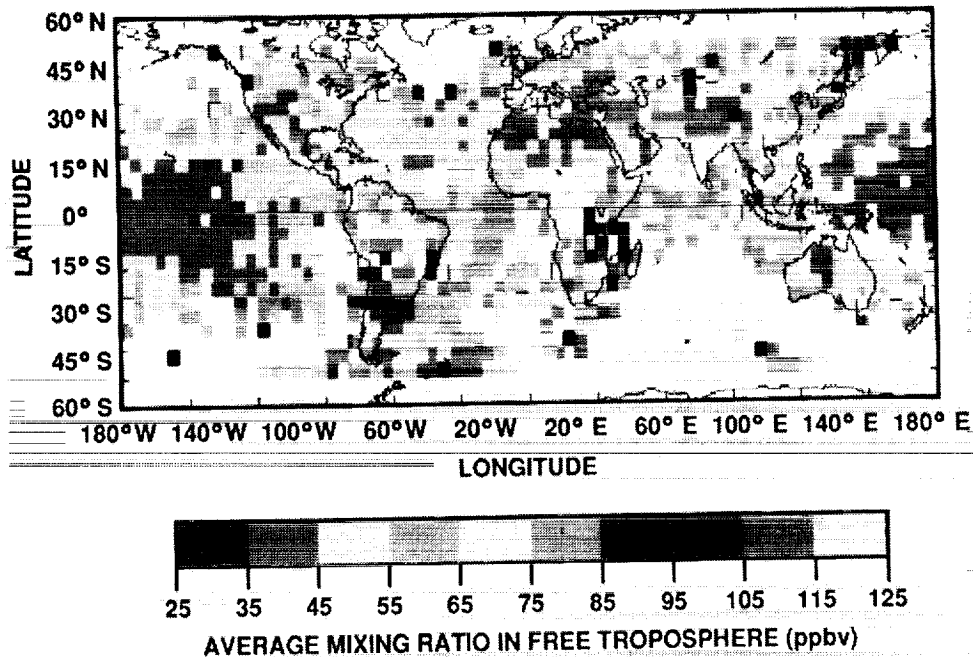 60° N
45° N
30° N
15° N
0°
15° S
30° S
45° S
60° S
LATITUDE
180° W 140° W 100° W 60° W 20° W 20° E 60° E 100° E 140° E 180° E
LONGITUDE
25 35 45 55 65 75 85 95 105 115 125
AVERAGE MIXING RATIO IN FREE TROPOSPHERE (ppbv)